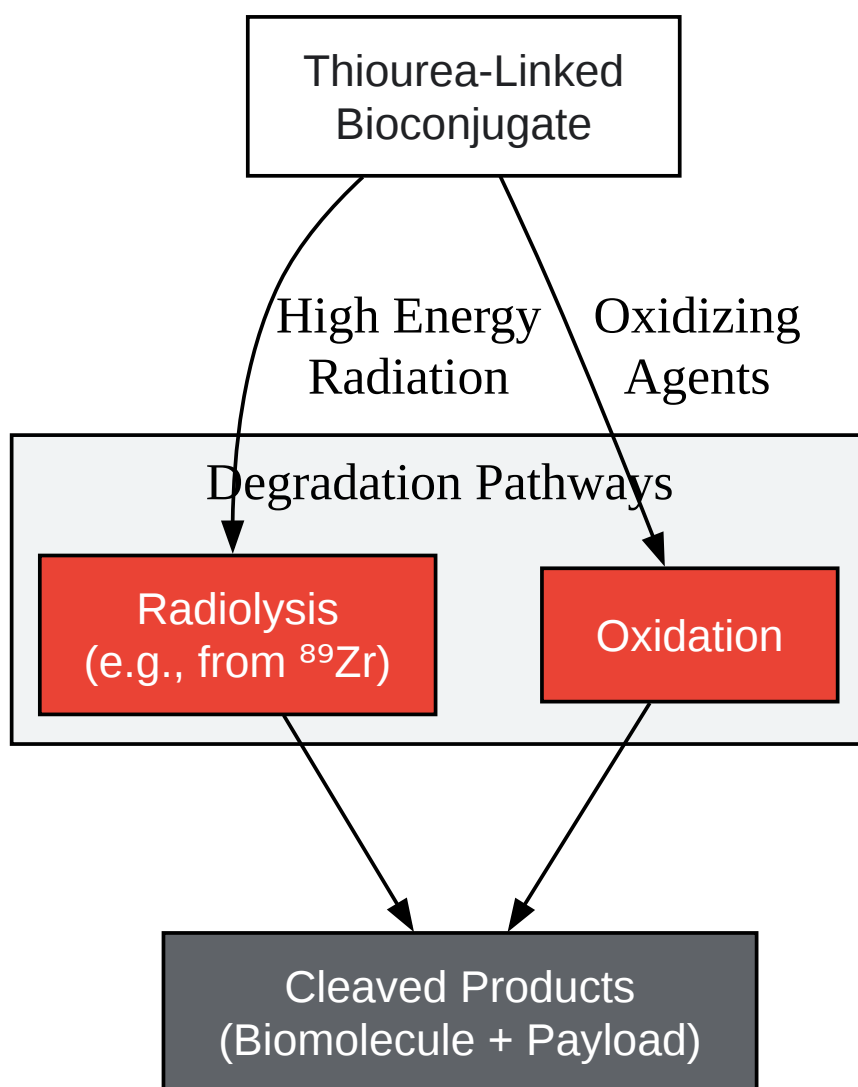 Thiourea-Linked
Bioconjugate
High Energy
Radiation
Oxidizing
Agents
Degradation Pathways
Radiolysis
(e.g., from ⁸⁹Zr)
Oxidation
Cleaved Products
(Biomolecule + Payload)